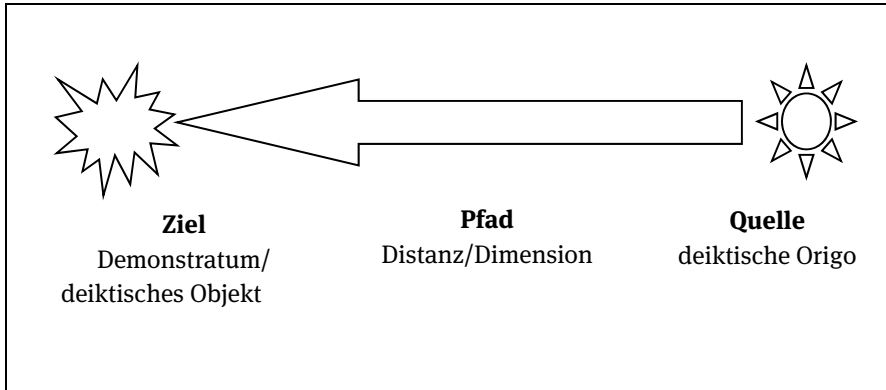 Ziel
Demonstratum/
deiktisches Objekt
Pfad
Distanz/Dimension
Quelle
deiktische Origo